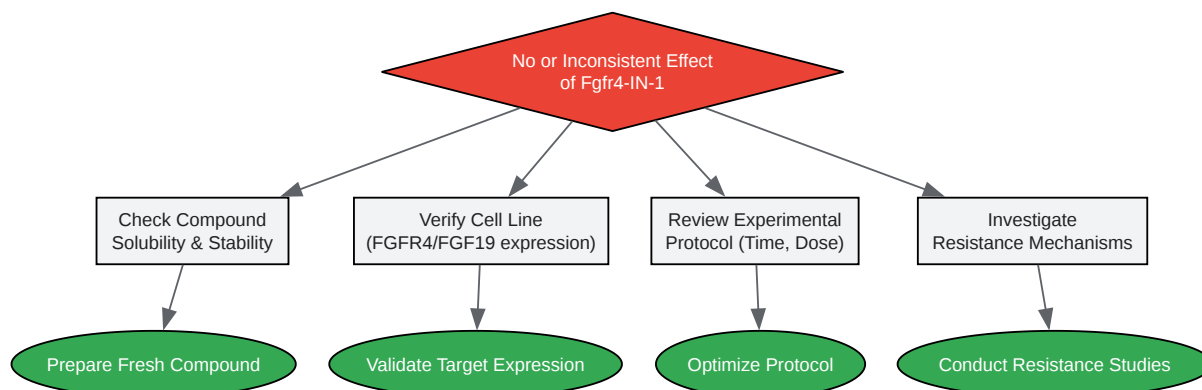 No or Inconsistent Effect
of Fgfr4-IN-1
Check Compound
Solubility & Stability
Verify Cell Line
(FGFR4/FGF19 expression)
Review Experimental
Protocol (Time, Dose)
Investigate
Resistance Mechanisms
Prepare Fresh Compound
Validate Target Expression
Optimize Protocol
Conduct Resistance Studies